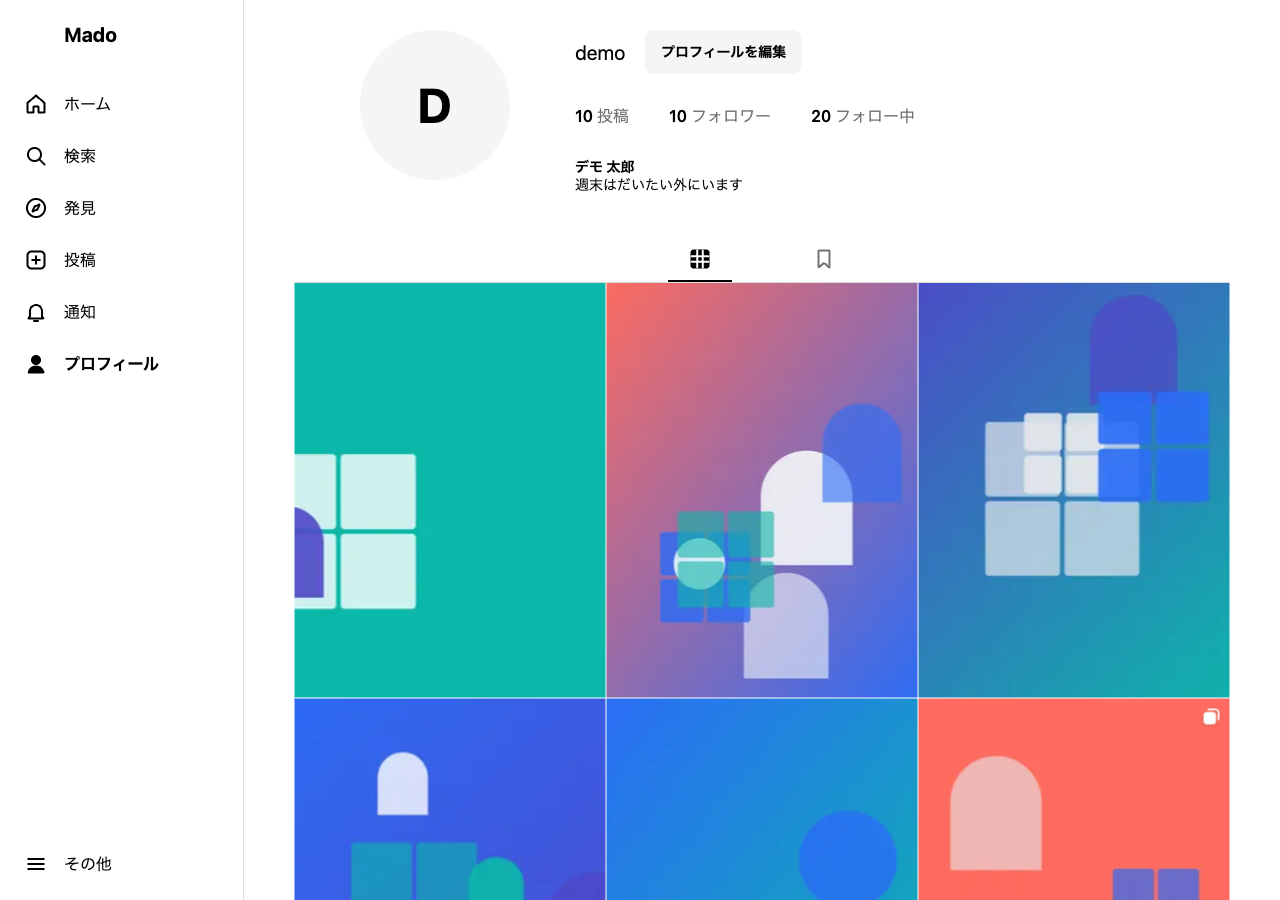 Mado
ホーム
検索
発見
投稿
通知
プロフィール
その他
D
demo
プロフィールを編集
10 投稿 10 フォロワー 20 フォロー中
デモ 太郎
週末はだいたい外にいます